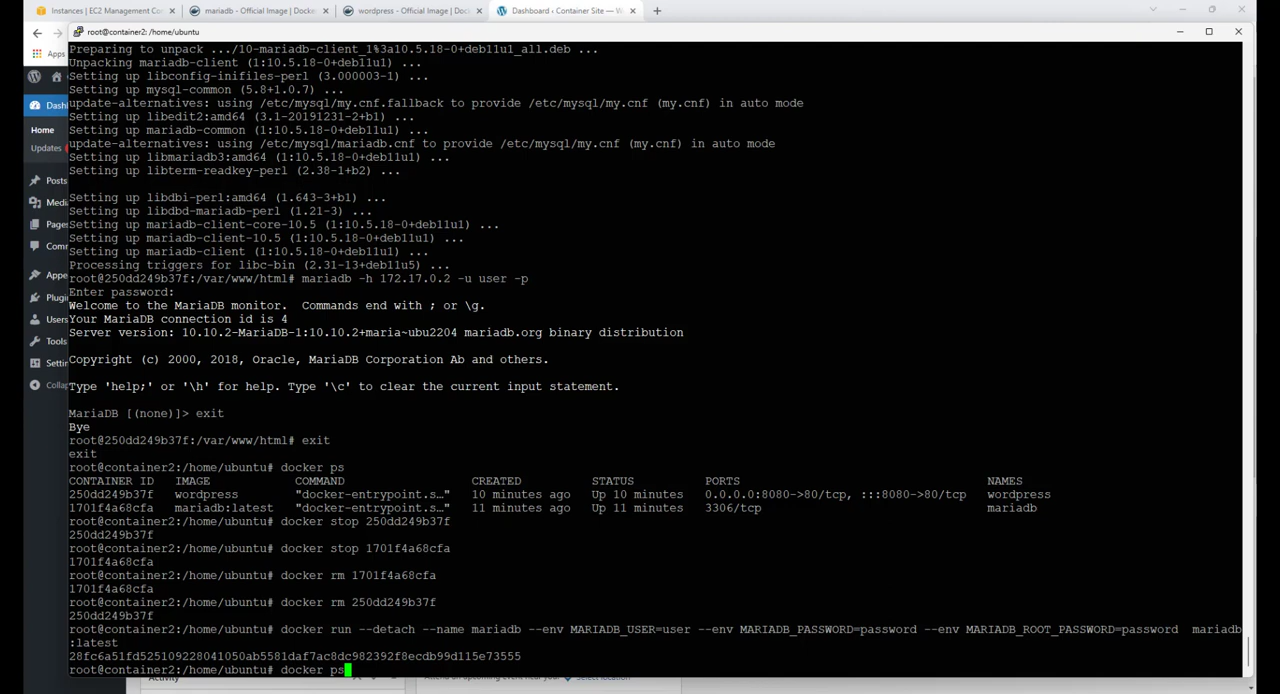 Instances | EC2 Management Co
mariadb - Official Image | Docke
wordpress - Official Image | Doc
Dashboard ‹ Container Site — W
root@container2: /home/ubuntu
Apps
Home
Updates
Posts
Pages
Users
Tools
Preparing to unpack .../10-mariadb-client_1%3a10.5.18-0+deb11u1_all.deb ...
Unpacking mariadb-client (1:10.5.18-0+deb11u1) ...
Setting up libconfig-inifiles-perl (3.000003-1) ...
Setting up mysql-common (5.8+1.0.7) ...
update-alternatives: using /etc/mysql/my.cnf.fallback to provide /etc/mysql/my.cnf (my.cnf) in auto mode
Setting up libedit2:amd64 (3.1-20191231-2+b1) ...
Setting up mariadb-common (1:10.5.18-0+deb11u1) ...
update-alternatives: using /etc/mysql/mariadb.cnf to provide /etc/mysql/my.cnf (my.cnf) in auto mode
Setting up libmariadb3:amd64 (1:10.5.18-0+deb11u1) ...
Setting up libterm-readkey-perl (2.38-1+b2) ...
Setting up libdbi-perl:amd64 (1.643-3+b1) ...
Setting up libdbd-mariadb-perl (1.21-3) ...
Setting up mariadb-client-core-10.5 (1:10.5.18-0+deb11u1) ...
Setting up mariadb-client-10.5 (1:10.5.18-0+deb11u1) ...
Setting up mariadb-client (1:10.5.18-0+deb11u1) ...
Processing triggers for libc-bin (2.31-13+deb11u5) ...
root@250dd249b37f:/var/www/html# mariadb -h 172.17.0.2 -u user -p
Enter password:
Welcome to the MariaDB monitor.  Commands end with ; or \g.
Your MariaDB connection id is 4
Server version: 10.10.2-MariaDB-1:10.10.2+maria~ubu2204 mariadb.org binary distribution
Copyright (c) 2000, 2018, Oracle, MariaDB Corporation Ab and others.
Type 'help;' or '\h' for help. Type '\c' to clear the current input statement.
MariaDB [(none)]> exit
Bye
root@250dd249b37f:/var/www/html# exit
exit
root@container2:/home/ubuntu# docker ps
CONTAINER ID   IMAGE            COMMAND                  CREATED          STATUS          PORTS                                   NAMES
250dd249b37f   wordpress        "docker-entrypoint.s…"   10 minutes ago   Up 10 minutes   0.0.0.0:8080->80/tcp, :::8080->80/tcp   wordpress
1701f4a68cfa   mariadb:latest   "docker-entrypoint.s…"   11 minutes ago   Up 11 minutes   3306/tcp                                mariadb
root@container2:/home/ubuntu# docker stop 250dd249b37f
250dd249b37f
root@container2:/home/ubuntu# docker stop 1701f4a68cfa
1701f4a68cfa
root@container2:/home/ubuntu# docker rm 1701f4a68cfa
1701f4a68cfa
root@container2:/home/ubuntu# docker rm 250dd249b37f
250dd249b37f
root@container2:/home/ubuntu# docker run --detach --name mariadb --env MARIADB_USER=user --env MARIADB_PASSWORD=password --env MARIADB_ROOT_PASSWORD=password  mariadb
:latest
28fc6a51fd525109228041050ab5581daf7ac8dc982392f8ecdb99d115e73555
root@container2:/home/ubuntu# docker ps